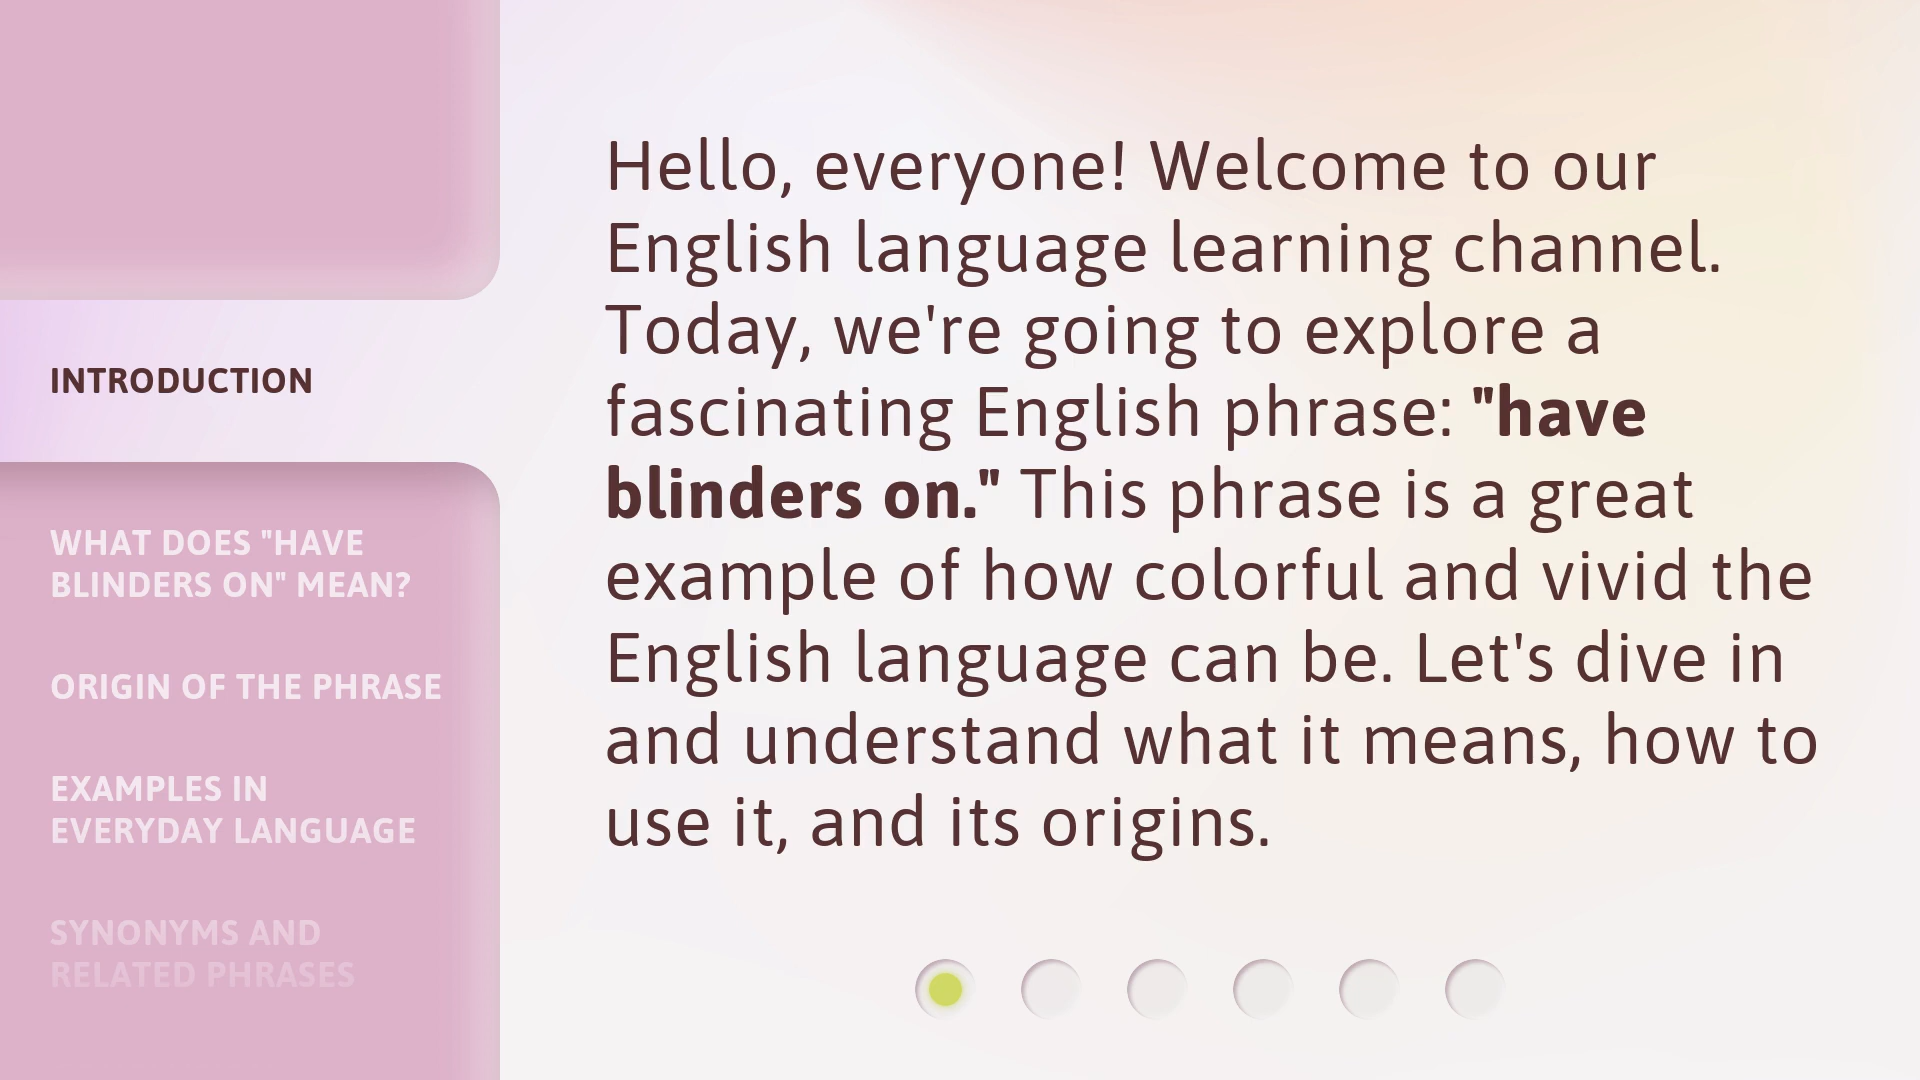 INTRODUCTION
WHAT DOES "HAVE
BLINDERS ON" MEAN?
ORIGIN OF THE PHRASE
EXAMPLES IN
EVERYDAY LANGUAGE
SYNONYMS AND
RELATED PHRASES
Hello, everyone! Welcome to our
English language learning channel.
Today, we're going to explore a
fascinating English phrase: "have
blinders on." This phrase is a great
example of how colorful and vivid the
English language can be. Let's dive in
and understand what it means, how to
use it, and its origins.